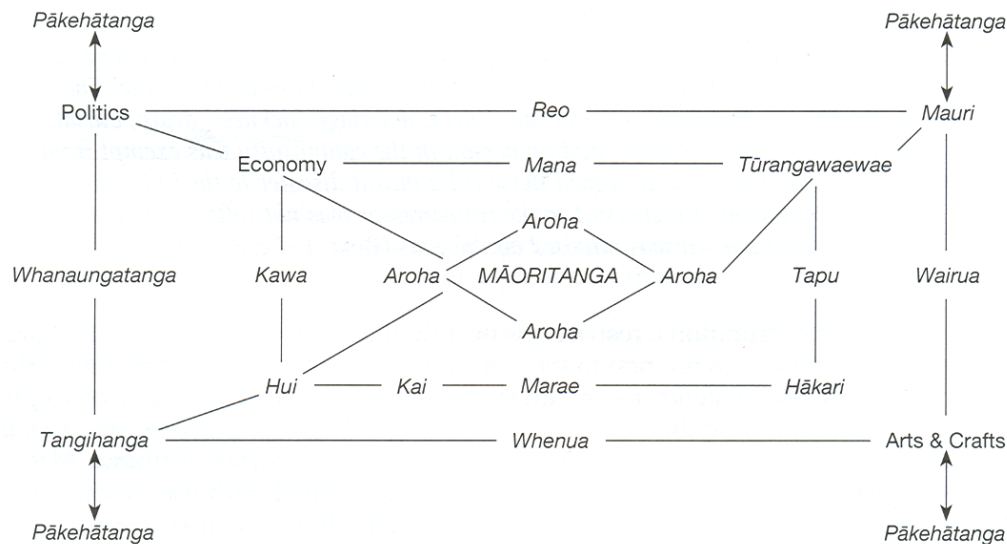 Pākehātanga Pākehātanga
Politics Reo Mauri
Economy Mana Tūrangawaewae
Aroha
Whanaungatanga Kawa Aroha MĀORITANGA Aroha Tapu Wairua
Aroha
Hui Kai Marae Hākari
Tangihanga Whenua Arts & Crafts
Pākehātanga Pākehātanga